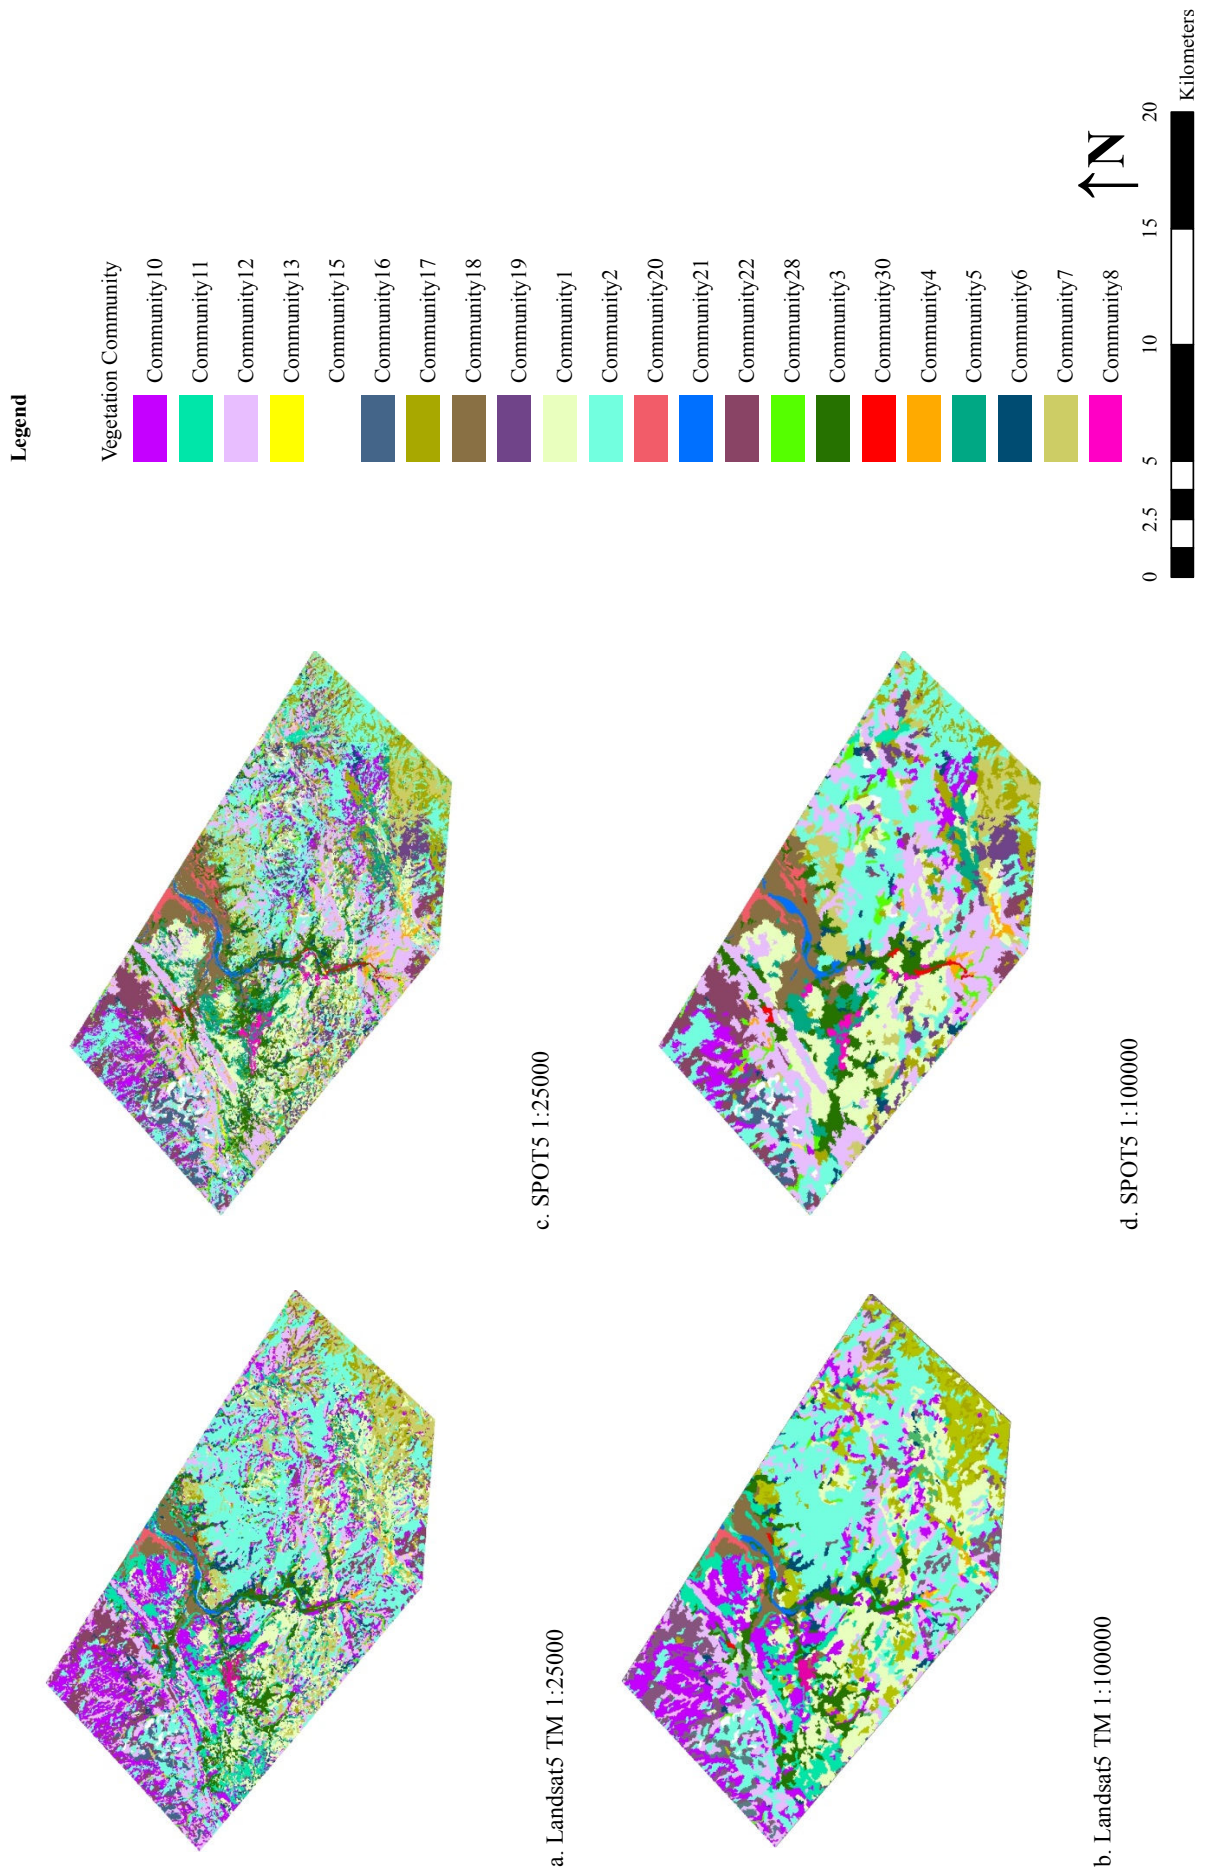 Legend
Vegetation Community
Community10
Community11
Community12
Community13
Community15
Community16
Community17
Community18
Community19
Community1
Community2
Community20
Community21
Community22
Community28
Community3
Community30
Community4
Community5
Community6
Community7
Community8
N
0 2.5 5 10 15 20
Kilometers
a. Landsat5 TM 1:25000
c. SPOT5 1:25000
b. Landsat5 TM 1:100000
d. SPOT5 1:100000